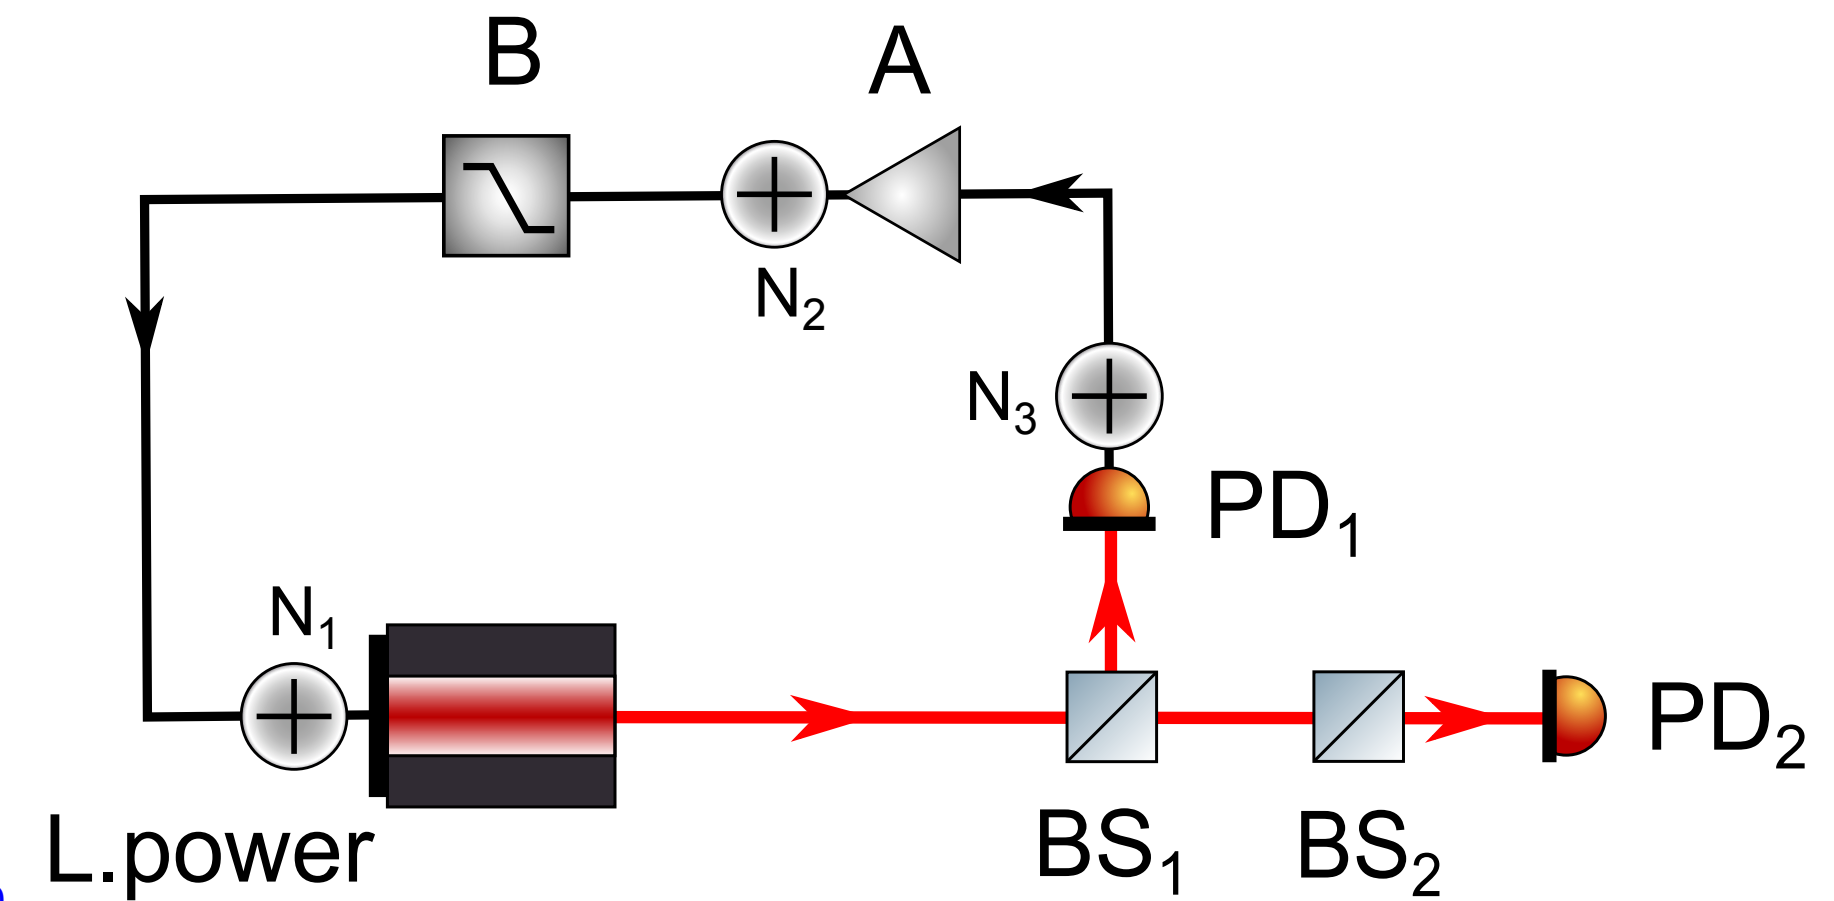 B
A
N₂
N₃
PD₁
N₁
PD₂
L.power
BS₁
BS₂